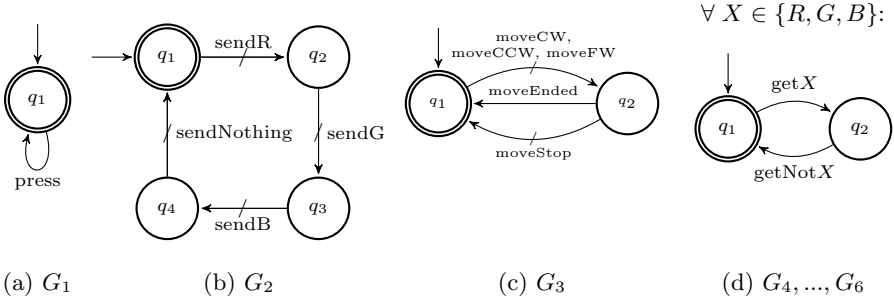 ∀ X ∈ {R, G, B}:
q1
press
q1
sendR
q2
sendNothing
sendG
q4
sendB
q3
moveCW,
moveCCW, moveFW
q1
moveEnded
q2
moveStop
getX
q1
q2
getNotX
(a) G1
(b) G2
(c) G3
(d) G4, ..., G6